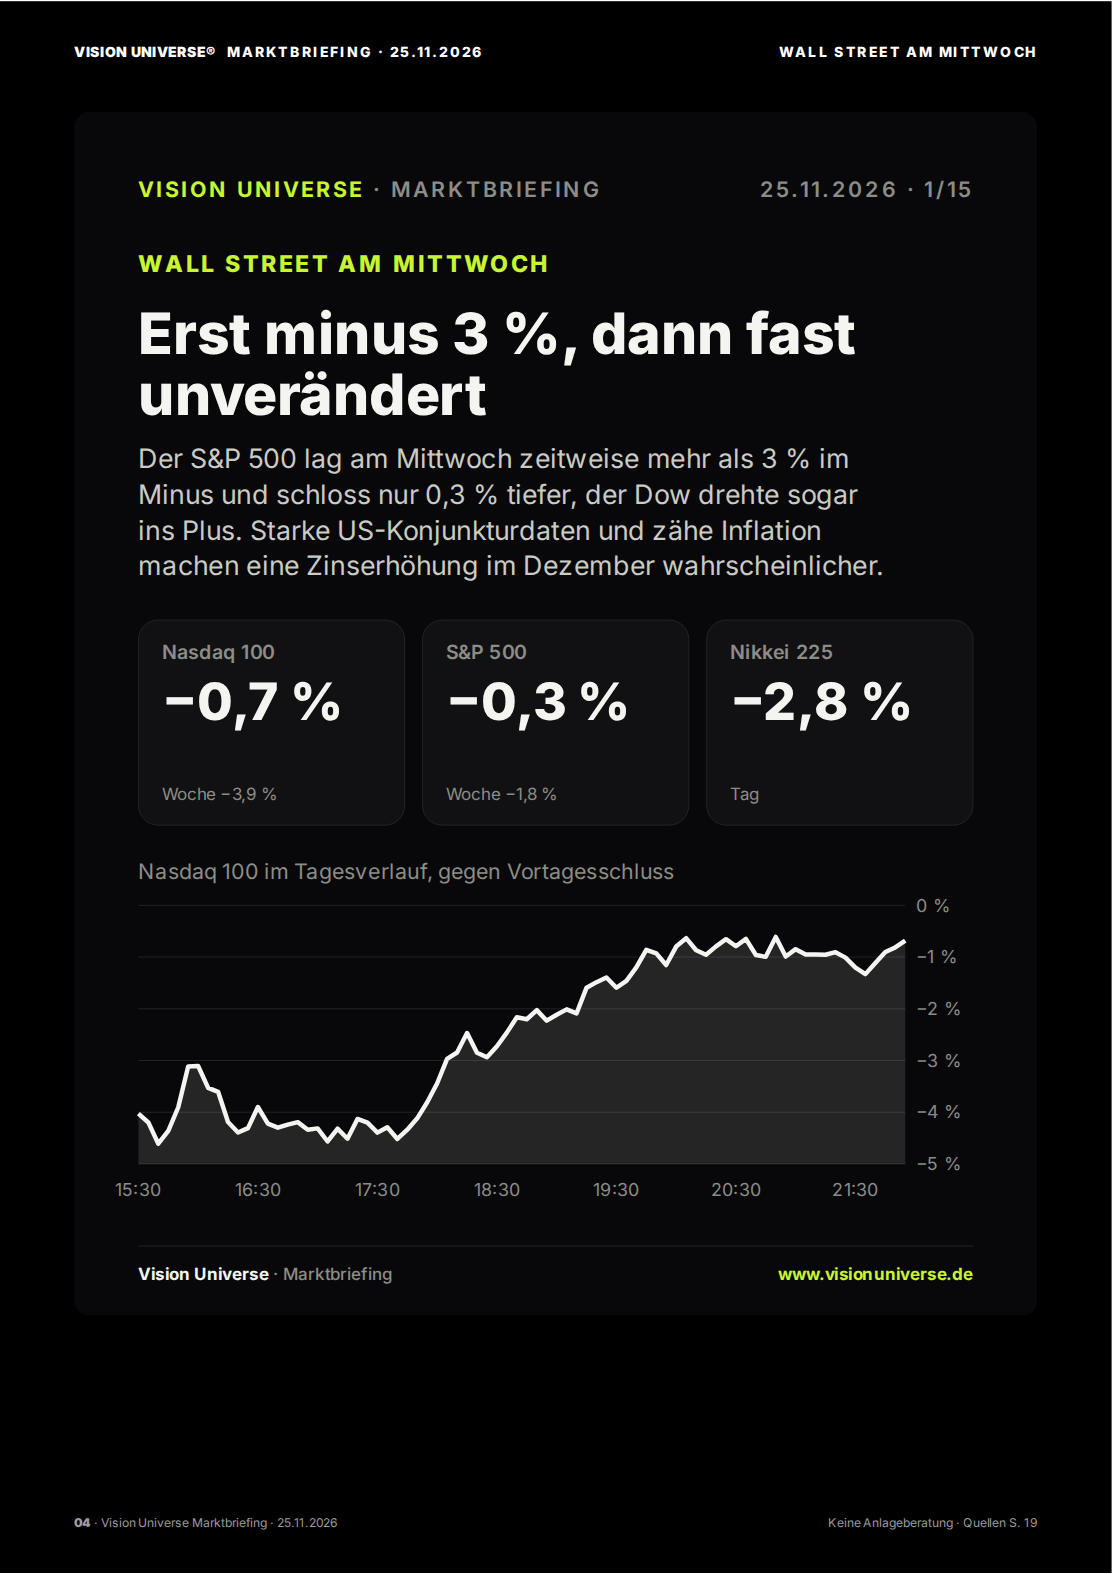 VISION UNIVERSE® MARKTBRIEFING · 25.11.2026
WALL STREET AM MITTWOCH
VISION UNIVERSE · MARKTBRIEFING
25.11.2026 · 1/15
WALL STREET AM MITTWOCH
Erst minus 3 %, dann fast
unverändert
Der S&P 500 lag am Mittwoch zeitweise mehr als 3 % im
Minus und schloss nur 0,3 % tiefer, der Dow drehte sogar
ins Plus. Starke US-Konjunkturdaten und zähe Inflation
machen eine Zinserhöhung im Dezember wahrscheinlicher.
Nasdaq 100
−0,7 %
Woche −3,9 %
S&P 500
−0,3 %
Woche −1,8 %
Nikkei 225
−2,8 %
Tag
Nasdaq 100 im Tagesverlauf, gegen Vortagesschluss
0 %
−1 %
−2 %
−3 %
−4 %
−5 %
15:30 16:30 17:30 18:30 19:30 20:30 21:30
Vision Universe · Marktbriefing
www.visionuniverse.de
04 · Vision Universe Marktbriefing · 25.11.2026
Keine Anlageberatung · Quellen S. 19